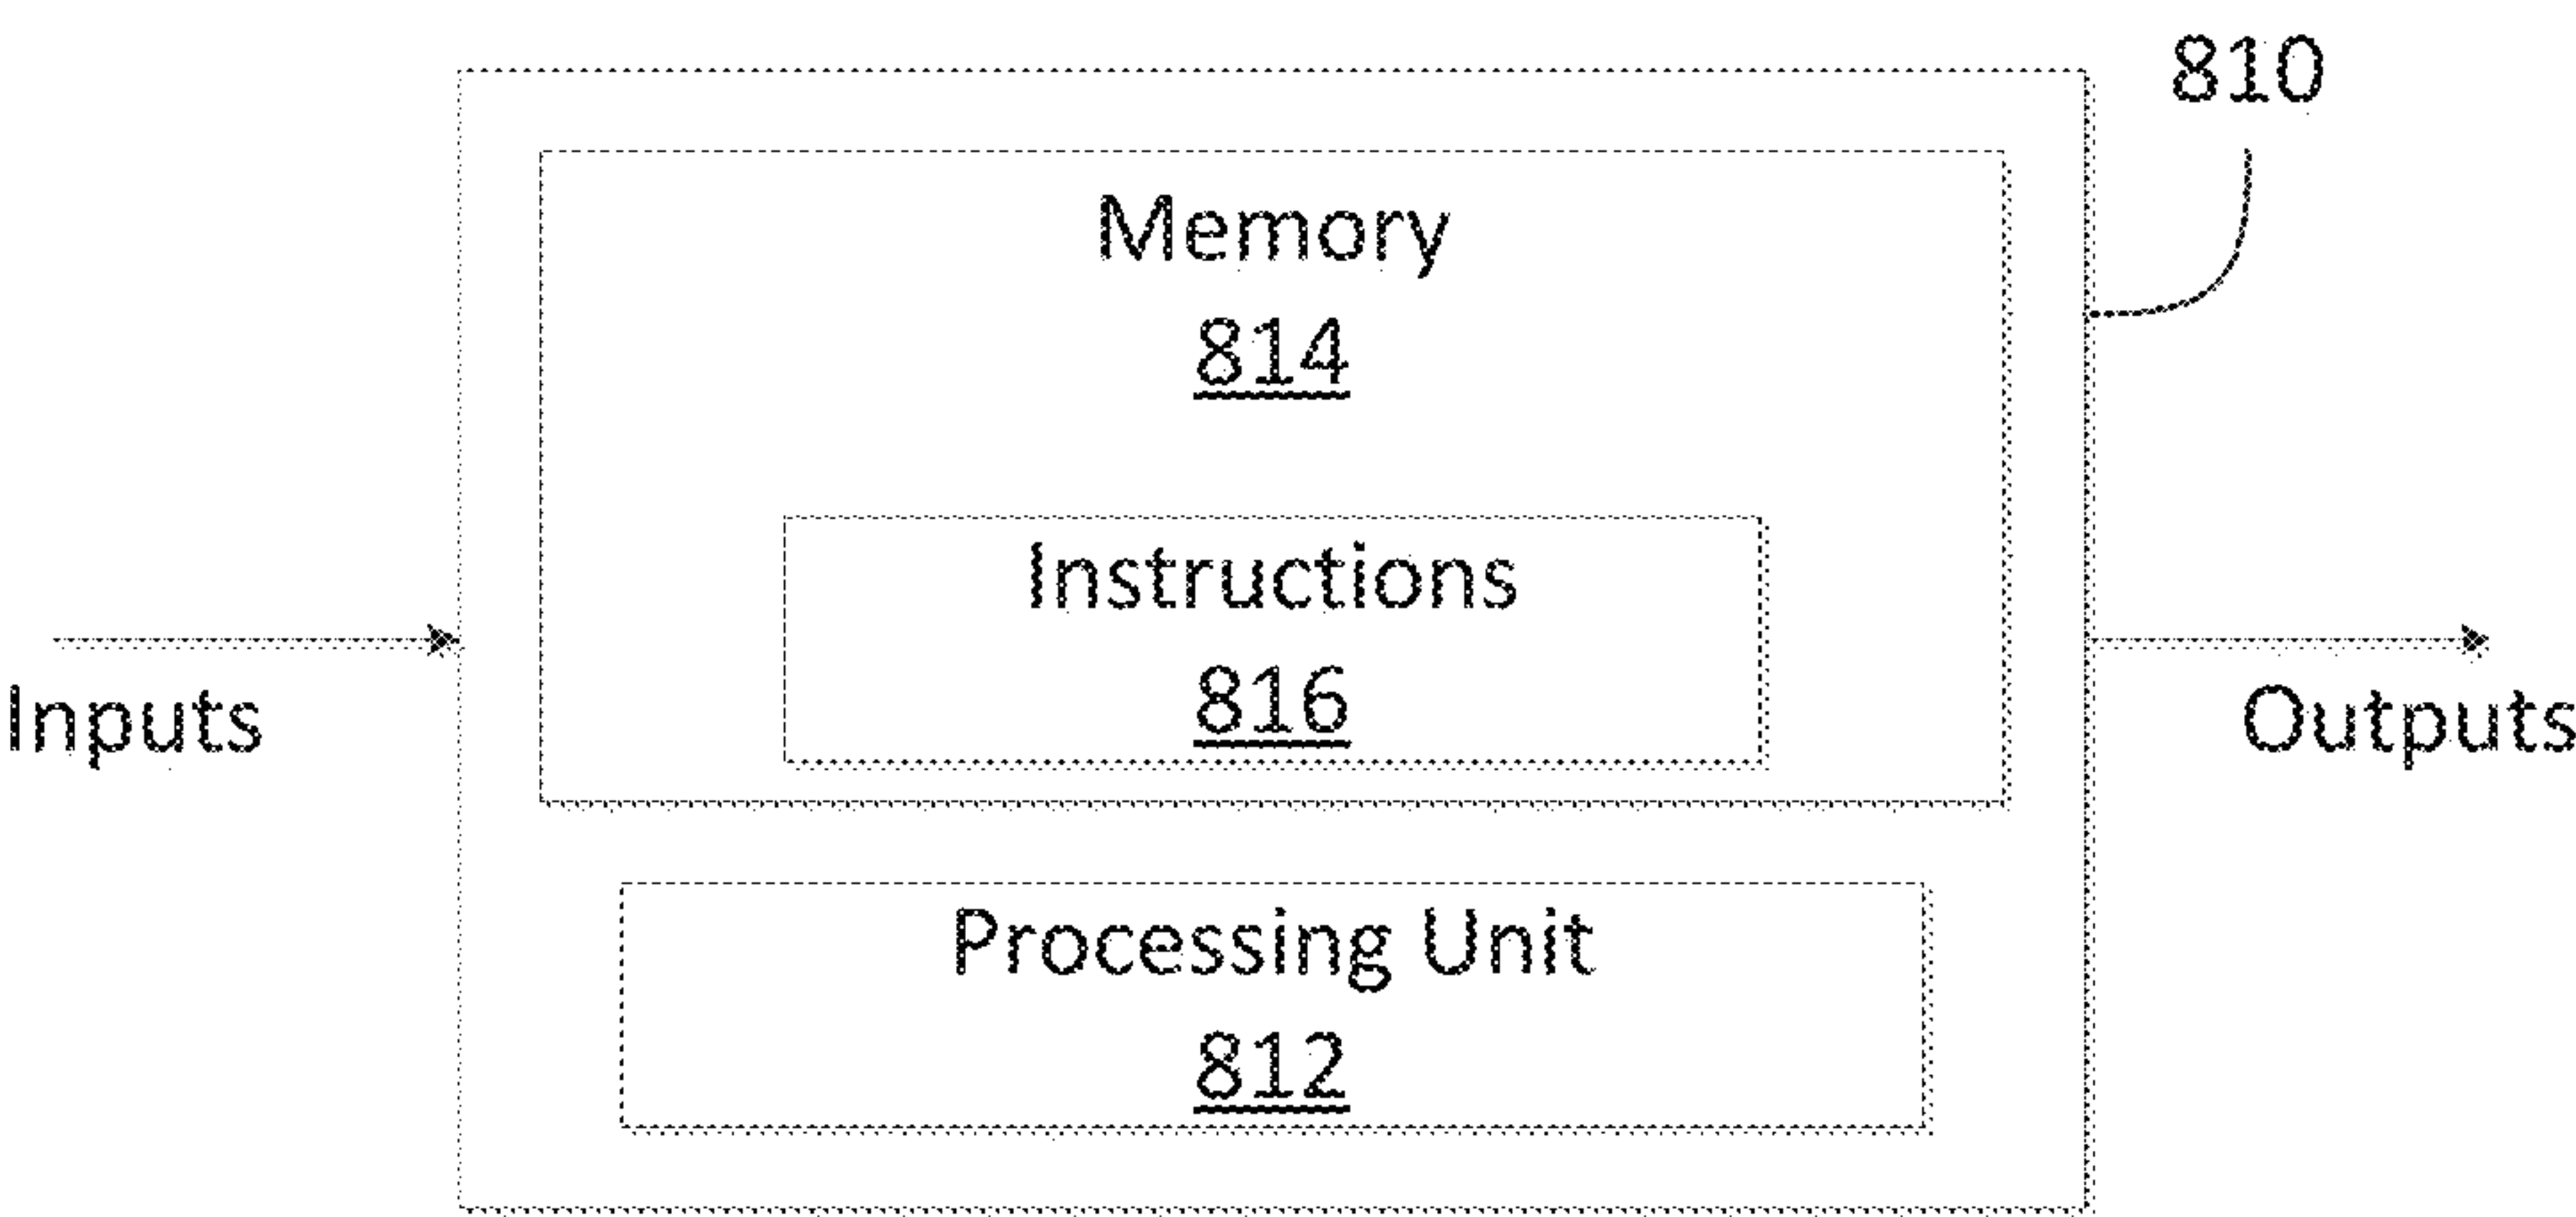 810
Memory
814
Instructions
816
Inputs
Outputs
Processing Unit
812